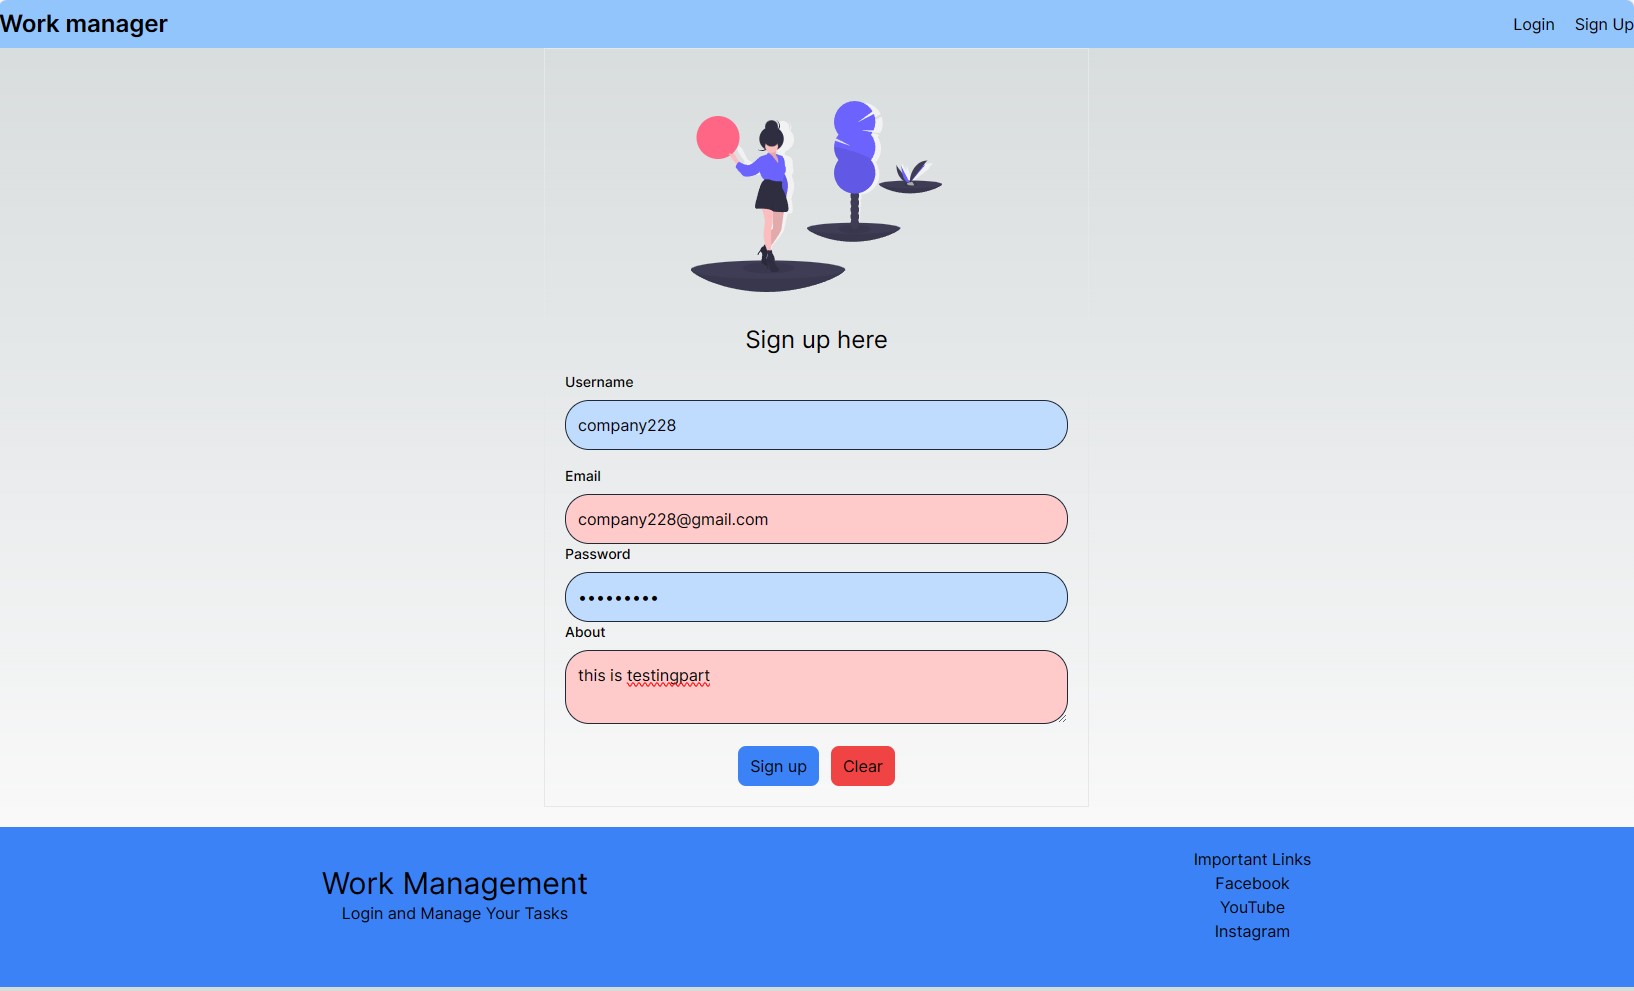 Work manager
Login Sign Up
Sign up here
Username
company228
Email
company228@gmail.com
Password
•••••••••
About
this is testingpart
Sign up Clear
Work Management
Login and Manage Your Tasks
Important Links
Facebook
YouTube
Instagram